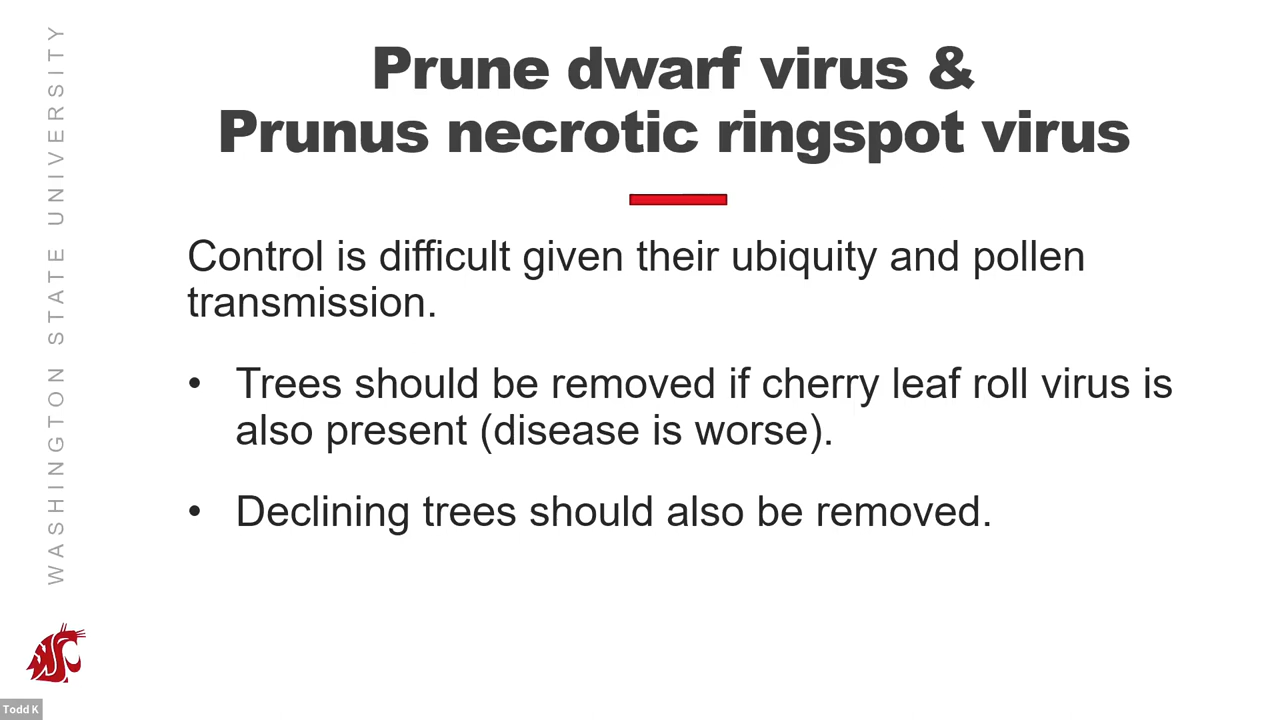 WASHINGTON STATE UNIVERSITY
Prune dwarf virus &
Prunus necrotic ringspot virus
Control is difficult given their ubiquity and pollen
transmission.
• Trees should be removed if cherry leaf roll virus is
also present (disease is worse).
• Declining trees should also be removed.
WSU
Todd K